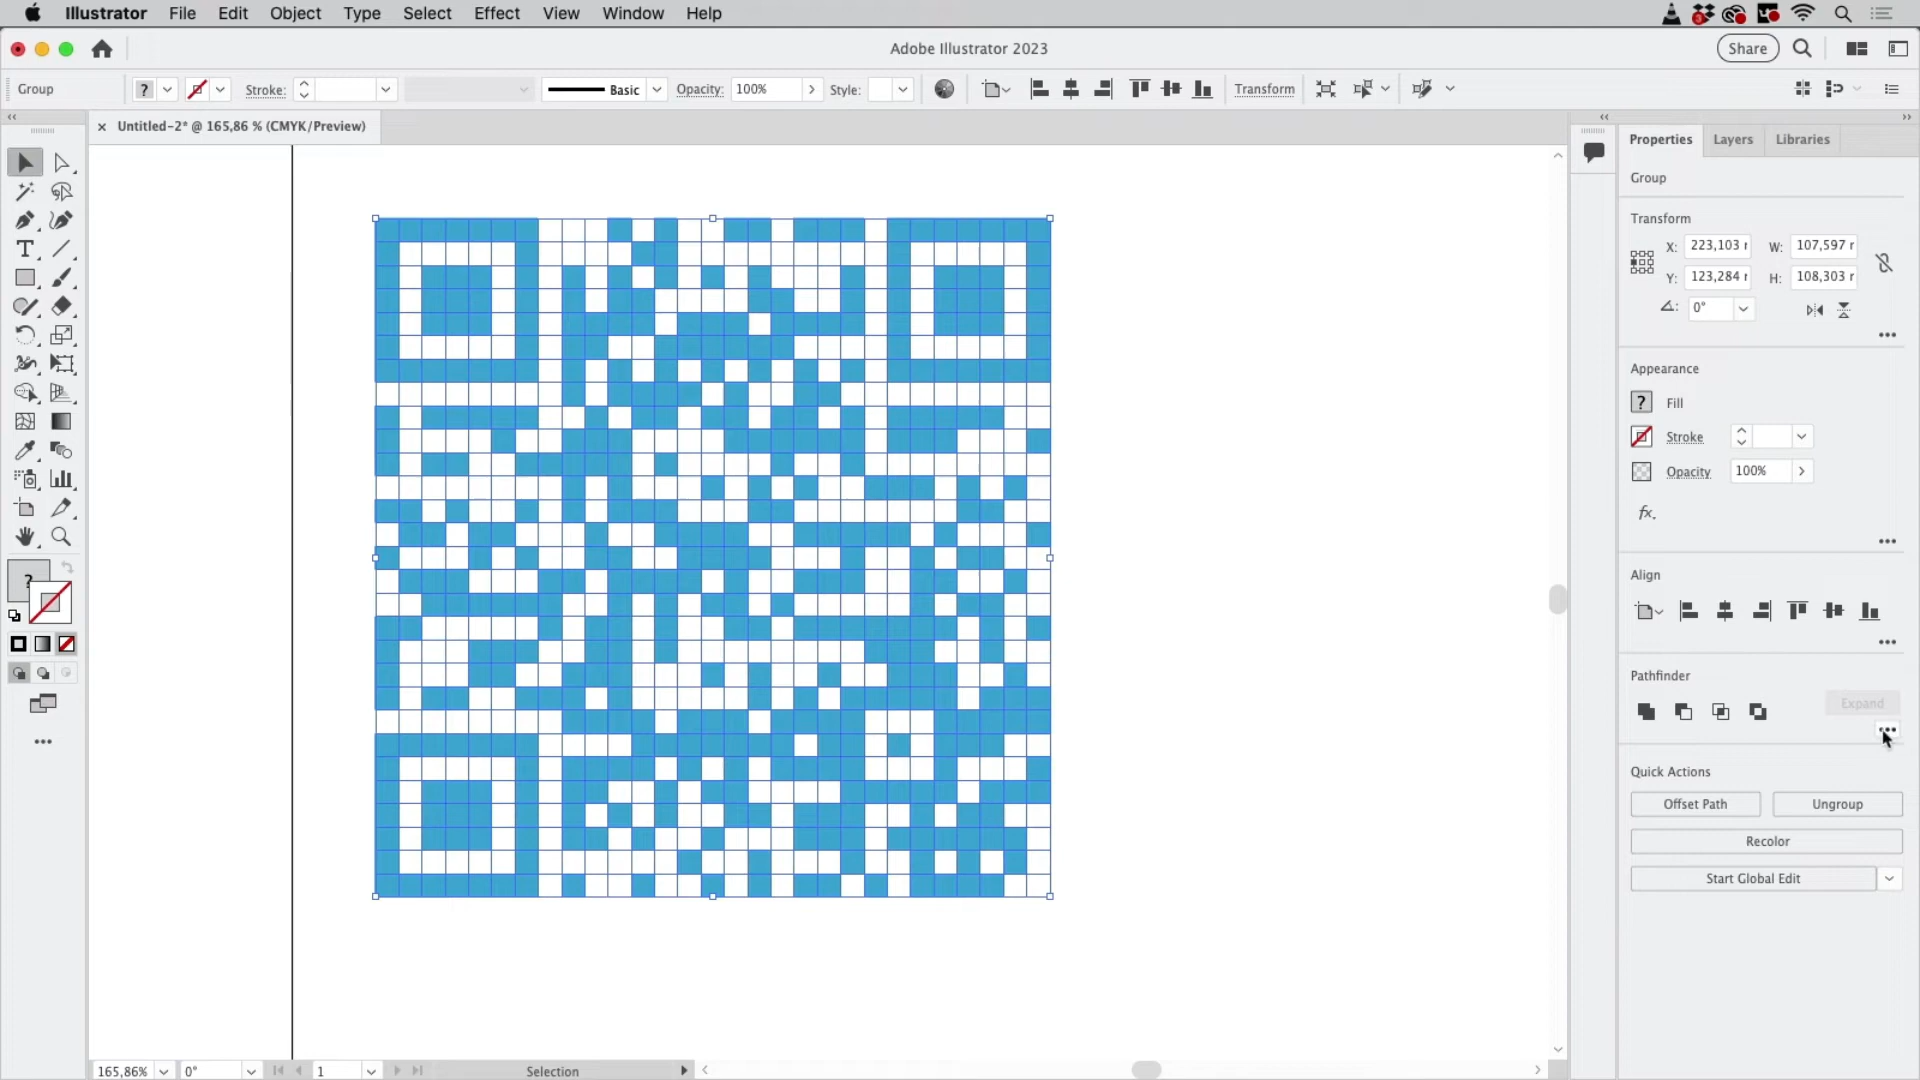 Illustrator File Edit Object Type Select Effect View Window Help
Adobe Illustrator 2023
Share
Group
?
Stroke:
Basic
Opacity:
100%
Style:
Transform
Untitled-2* @ 165,86 % (CMYK/Preview)
Properties Layers Libraries
Group
Transform
X: 223,103 W: 107,597
Y: 123,284 H: 108,303
0°
Appearance
? Fill
Stroke
Opacity 100%
fx.
Align
Pathfinder
Expand
Quick Actions
Offset Path Ungroup
Recolor
Start Global Edit
?
165,86% 0° 1 Selection